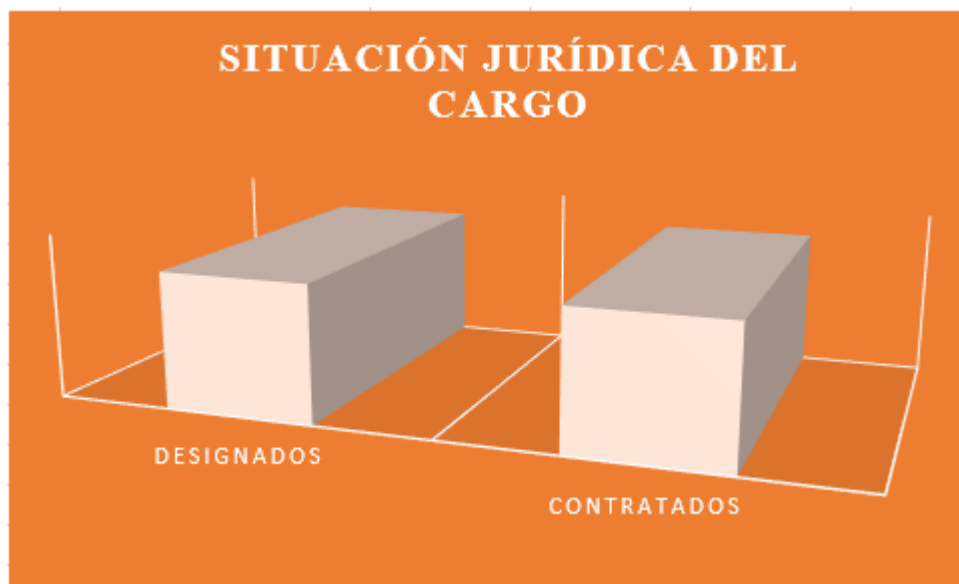 SITUACIÓN JURÍDICA DEL
CARGO
DESIGNADOS
CONTRATADOS